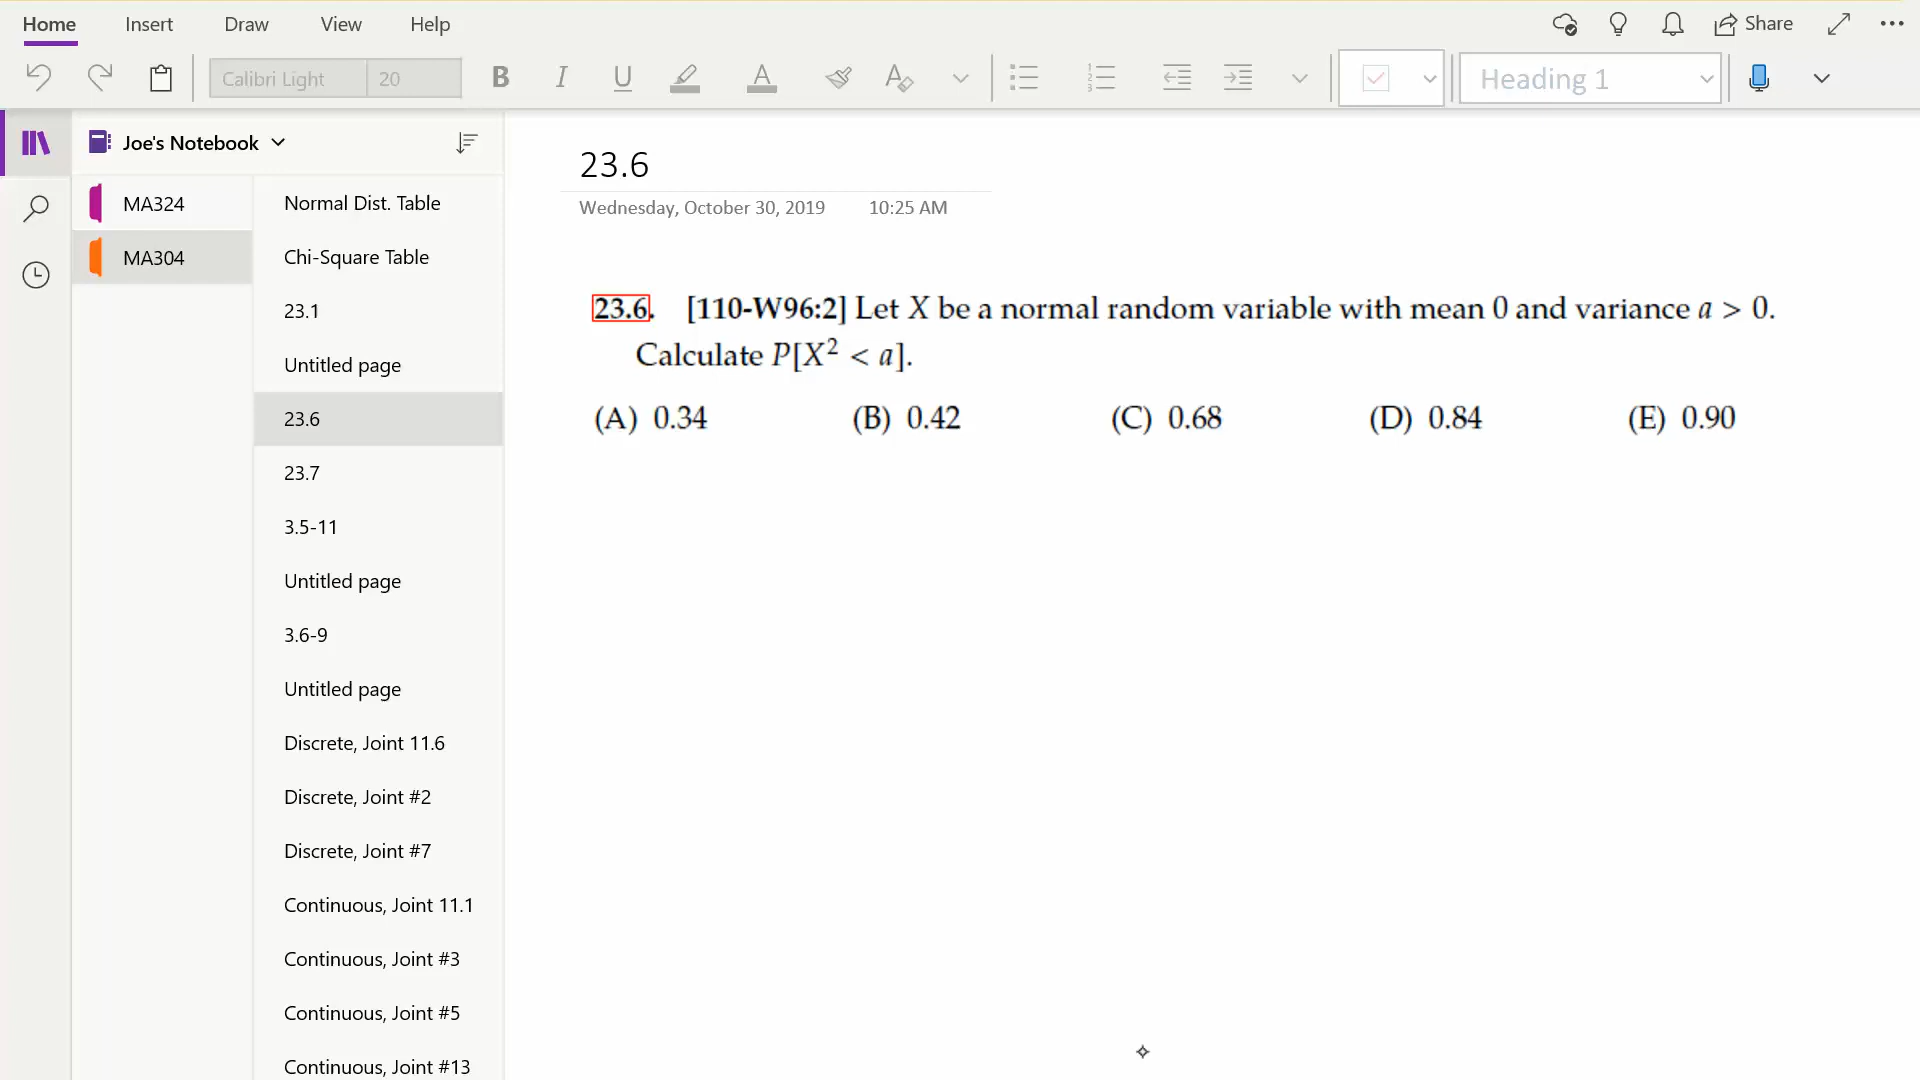 Home Insert Draw View Help
Share
Calibri Light 20 B I U A A Heading 1
Joe's Notebook
MA324
MA304
Normal Dist. Table
Chi-Square Table
23.1
Untitled page
23.6
23.7
3.5-11
Untitled page
3.6-9
Untitled page
Discrete, Joint 11.6
Discrete, Joint #2
Discrete, Joint #7
Continuous, Joint 11.1
Continuous, Joint #3
Continuous, Joint #5
Continuous, Joint #13
23.6
Wednesday, October 30, 2019 10:25 AM
23.6. [110-W96:2] Let X be a normal random variable with mean 0 and variance a > 0.
Calculate P[X² < a].
(A) 0.34 (B) 0.42 (C) 0.68 (D) 0.84 (E) 0.90